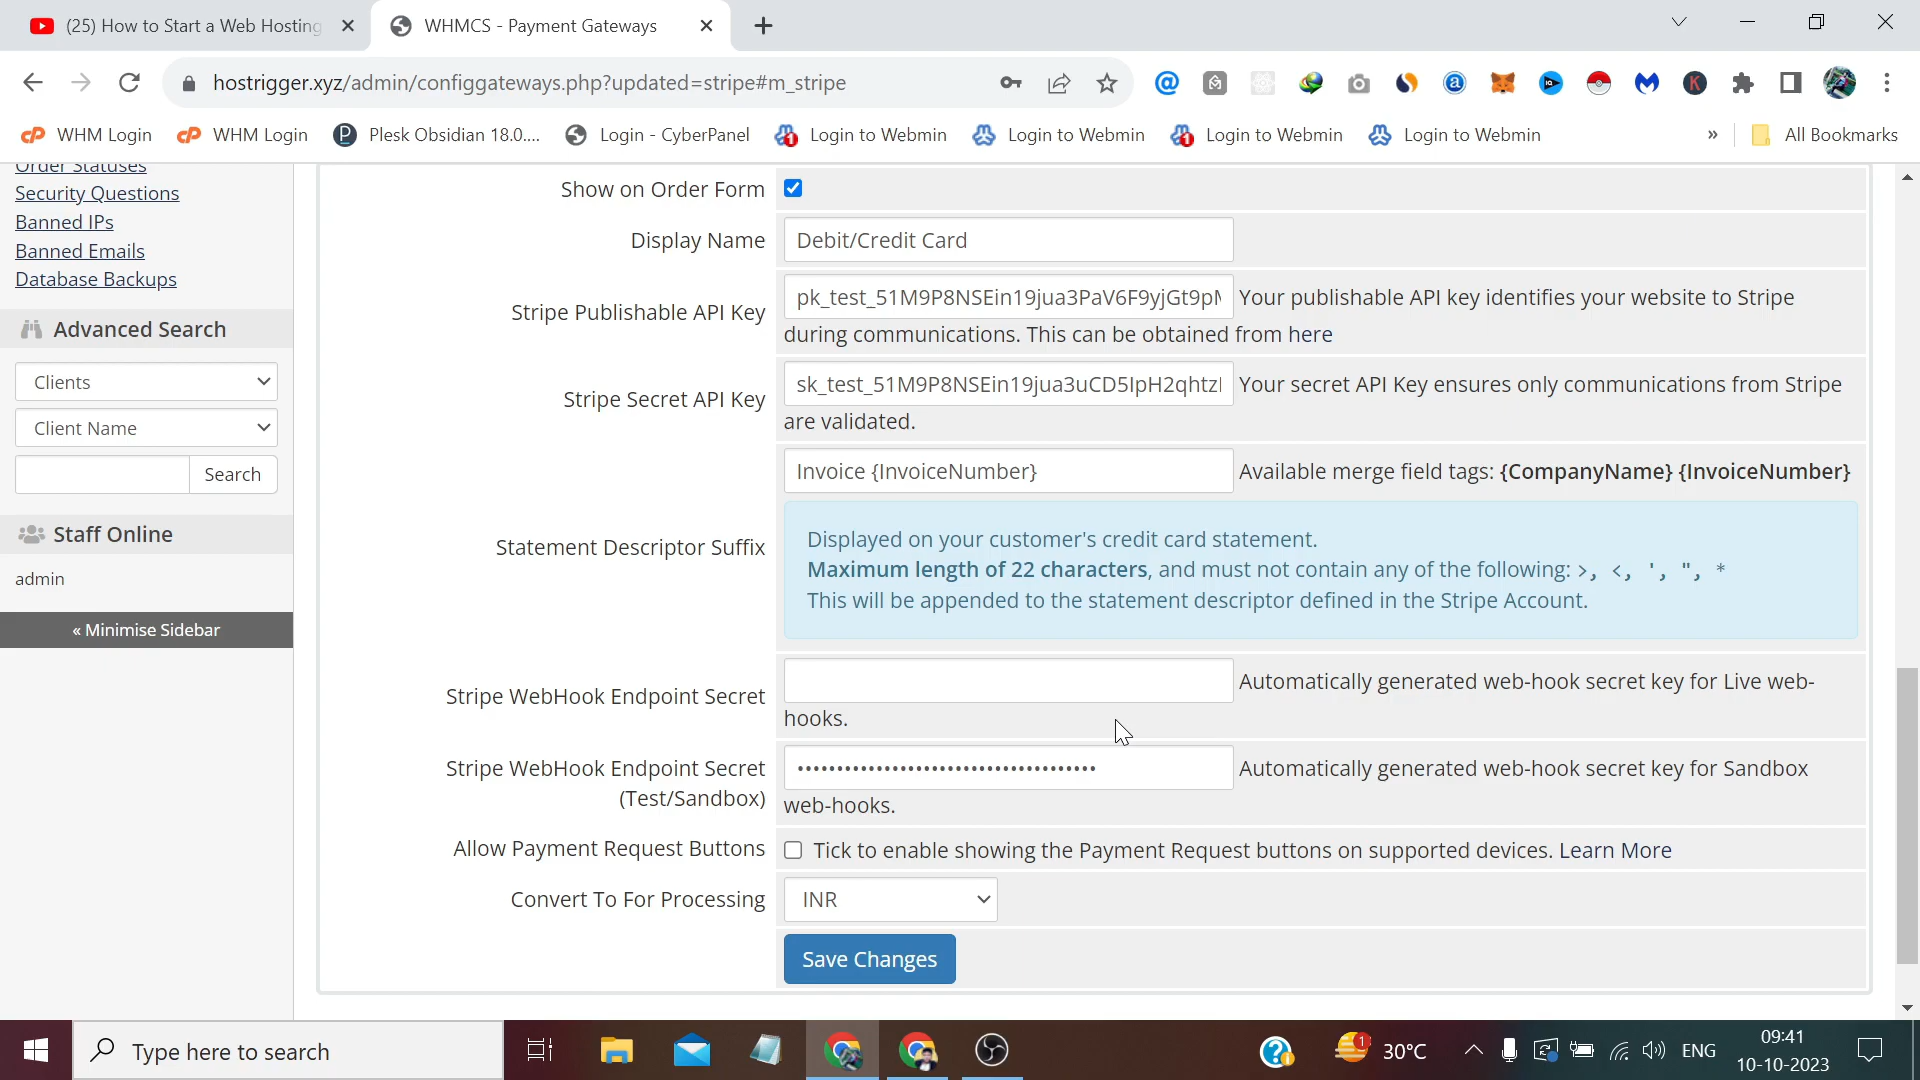 (25) How to Start a Web Hosting
WHMCS - Payment Gateways
hostrigger.xyz/admin/configgateways.php?updated=stripe#m_stripe
WHM Login
WHM Login
Plesk Obsidian 18.0....
Login - CyberPanel
Login to Webmin
Login to Webmin
Login to Webmin
Login to Webmin
»
All Bookmarks
Order Statuses
Security Questions
Banned IPs
Banned Emails
Database Backups
Advanced Search
Clients
Client Name
Search
Staff Online
admin
« Minimise Sidebar
Show on Order Form
Display Name
Debit/Credit Card
Stripe Publishable API Key
pk_test_51M9P8NSEin19jua3PaV6F9yjGt9p
Your publishable API key identifies your website to Stripe
during communications. This can be obtained from here
Stripe Secret API Key
sk_test_51M9P8NSEin19jua3uCD5IpH2qhtz
Your secret API Key ensures only communications from Stripe
are validated.
Statement Descriptor Suffix
Invoice {InvoiceNumber}
Available merge field tags: {CompanyName} {InvoiceNumber}
Displayed on your customer's credit card statement.
Maximum length of 22 characters, and must not contain any of the following: >, <, ', ", *
This will be appended to the statement descriptor defined in the Stripe Account.
Stripe WebHook Endpoint Secret
Automatically generated web-hook secret key for Live web-
hooks.
Stripe WebHook Endpoint Secret
(Test/Sandbox)
Automatically generated web-hook secret key for Sandbox
web-hooks.
Allow Payment Request Buttons
Tick to enable showing the Payment Request buttons on supported devices. Learn More
Convert To For Processing
INR
Save Changes
Type here to search
1
30°C
ENG
09:41
10-10-2023